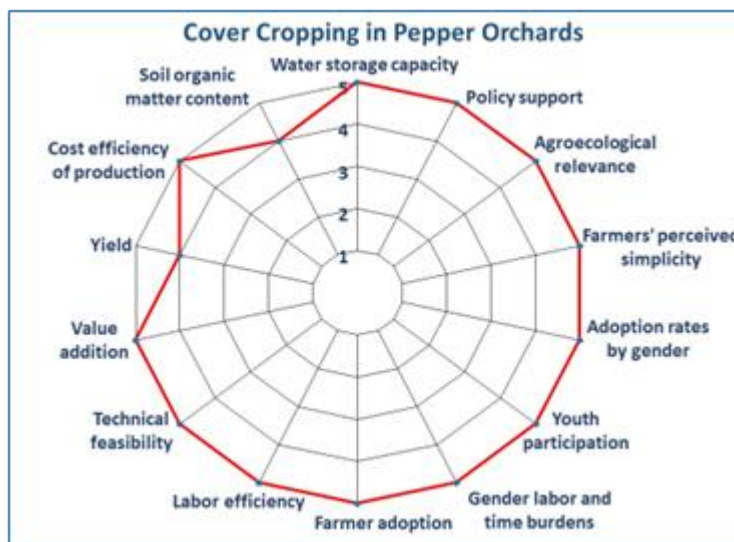 Cover Cropping in Pepper Orchards
Water storage capacity
Policy support
Agroecological
relevance
Farmers' perceived
simplicity
Adoption rates
by gender
Youth
participation
Gender labor and
time burdens
Farmer adoption
Labor efficiency
Technical
feasibility
Value
addition
Yield
Cost efficiency
of production
Soil organic
matter content
5
4
3
2
1